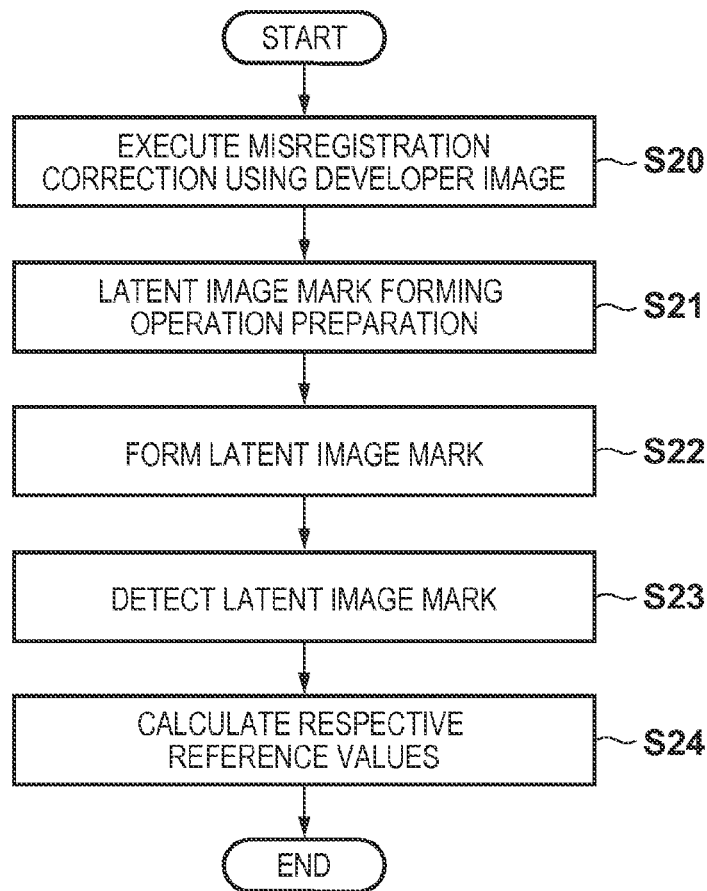 START
EXECUTE MISREGISTRATION
CORRECTION USING DEVELOPER IMAGE
S20
LATENT IMAGE MARK FORMING
OPERATION PREPARATION
S21
FORM LATENT IMAGE MARK
S22
DETECT LATENT IMAGE MARK
S23
CALCULATE RESPECTIVE
REFERENCE VALUES
S24
END